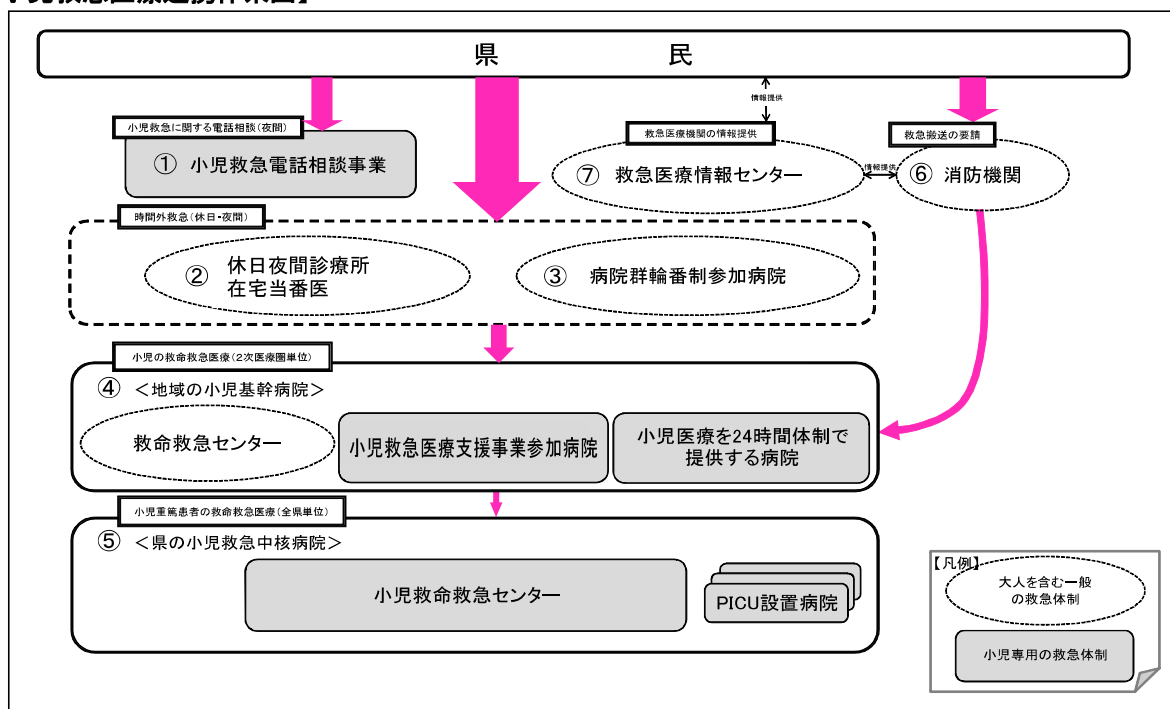 県　　　　民
情報提供
小児救急に関する電話相談(夜間)
① 小児救急電話相談事業
救急医療機関の情報提供
⑦ 救急医療情報センター
情報提供
救急搬送の要請
⑥ 消防機関
時間外救急(休日・夜間)
② 休日夜間診療所
在宅当番医
③ 病院群輪番制参加病院
小児の救命救急医療(2次医療圏単位)
④ <地域の小児基幹病院>
救命救急センター
小児救急医療支援事業参加病院
小児医療を24時間体制で
提供する病院
小児重篤患者の救命救急医療(全県単位)
⑤ <県の小児救急中核病院>
小児救命救急センター
PICU設置病院
【凡例】
大人を含む一般
の救急体制
小児専用の救急体制